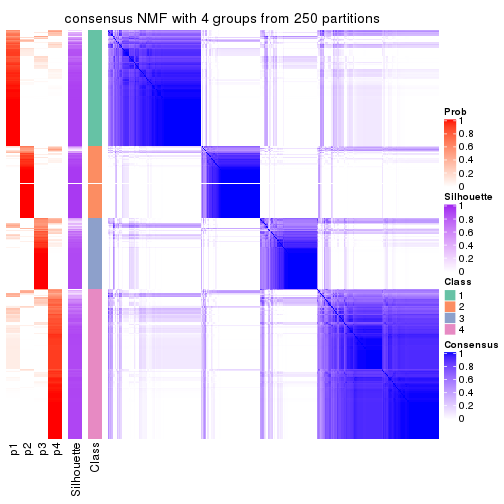 consensus NMF with 4 groups from 250 partitions
Prob
1
0.8
0.6
0.4
0.2
0
Silhouette
1
0.8
0.6
0.4
0.2
0
Class
1
2
3
4
Consensus
1
0.8
0.6
0.4
0.2
0
p1
p2
p3
p4
Silhouette
Class